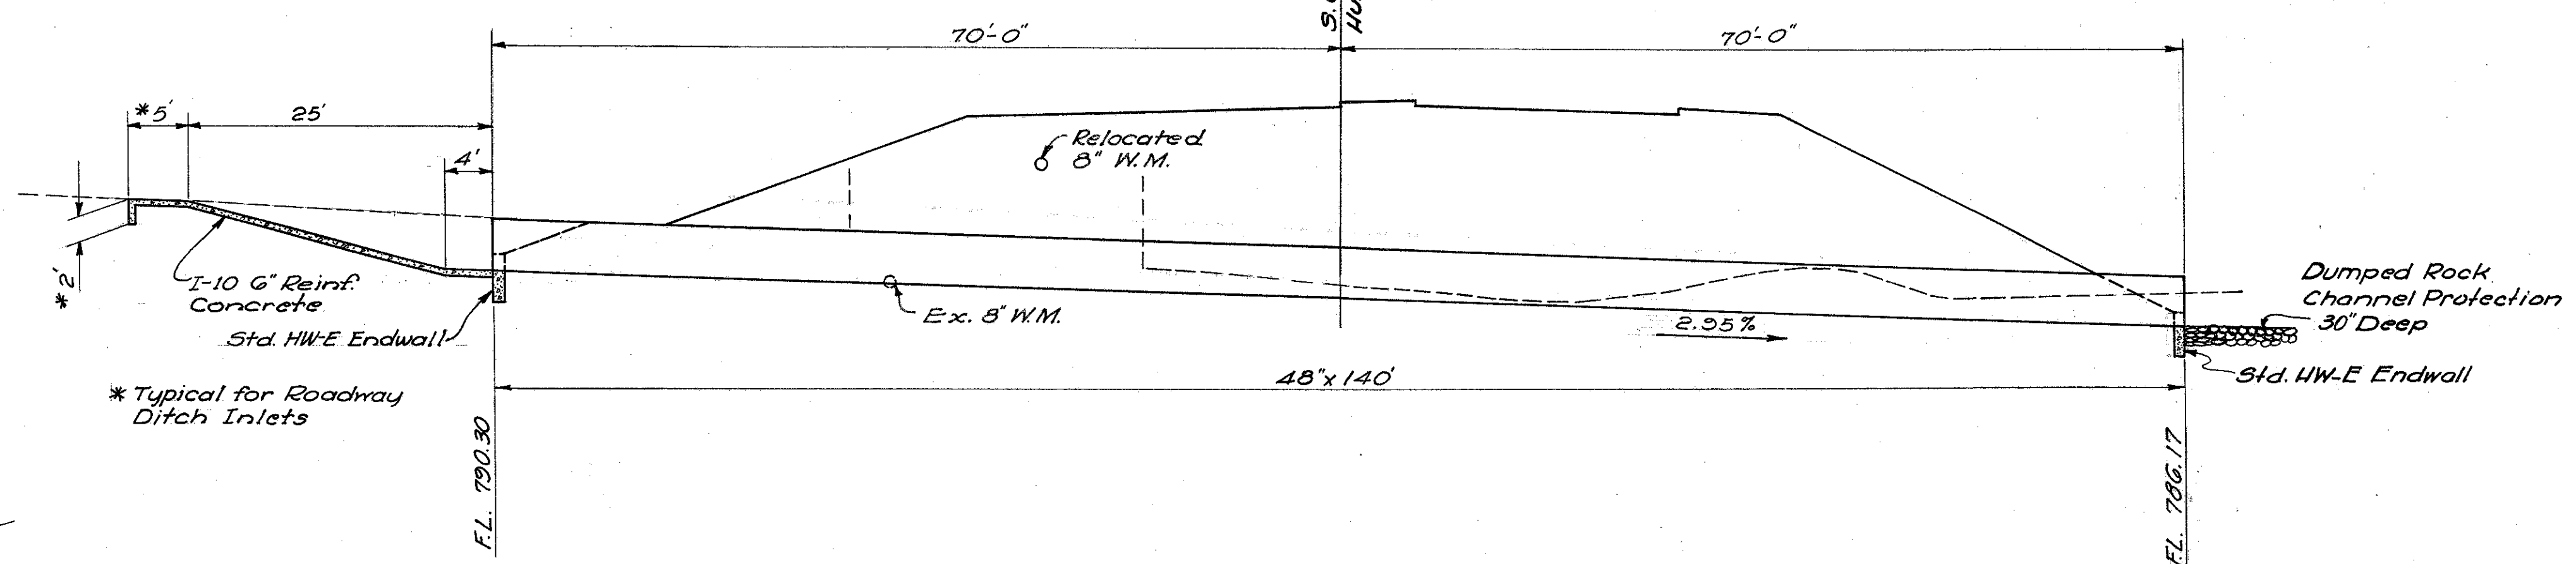 70'-0"
70'-0"
*5'
25'
4'
Relocated
8" W.M.
*2'
I-10 6" Reinf.
Concrete
Std. HW-E Endwall
Ex. 8" W.M.
2.95%
Dumped Rock
Channel Protection
30" Deep
Std. HW-E Endwall
48" x 140'
* Typical for Roadway
Ditch Inlets
F.L. 790.30
F.L. 786.17